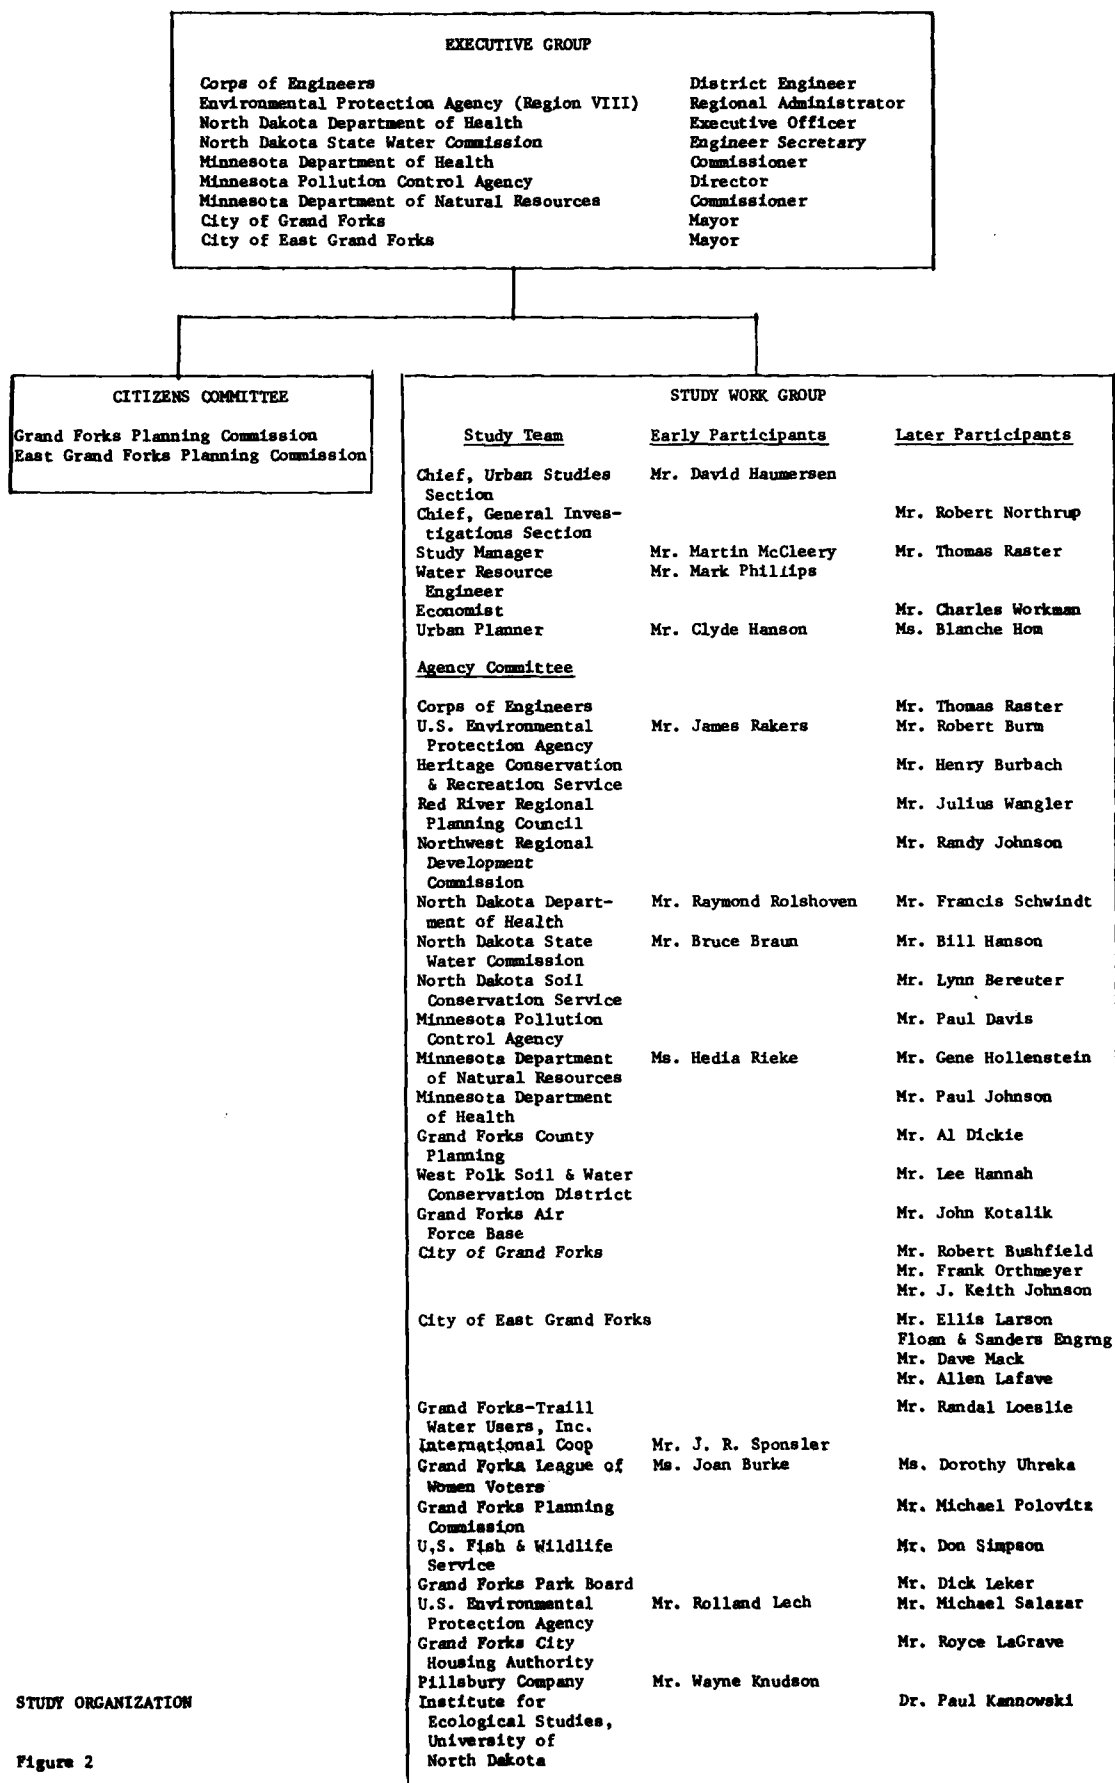 EXECUTIVE GROUP
Corps of Engineers District Engineer
Environmental Protection Agency (Region VIII) Regional Administrator
North Dakota Department of Health Executive Officer
North Dakota State Water Commission Engineer Secretary
Minnesota Department of Health Commissioner
Minnesota Pollution Control Agency Director
Minnesota Department of Natural Resources Commissioner
City of Grand Forks Mayor
City of East Grand Forks Mayor
CITIZENS COMMITTEE
Grand Forks Planning Commission
East Grand Forks Planning Commission
STUDY WORK GROUP
Study Team Early Participants Later Participants
Chief, Urban Studies Mr. David Haumersen
Section
Chief, General Inves- Mr. Robert Northrup
tigations Section
Study Manager Mr. Martin McCleery Mr. Thomas Raster
Water Resource Mr. Mark Phillips
Engineer
Economist Mr. Charles Workman
Urban Planner Mr. Clyde Hanson Ms. Blanche Hom
Agency Committee
Corps of Engineers Mr. Thomas Raster
U.S. Environmental Mr. James Rakers Mr. Robert Burm
Protection Agency
Heritage Conservation Mr. Henry Burbach
& Recreation Service
Red River Regional Mr. Julius Wangler
Planning Council
Northwest Regional Mr. Randy Johnson
Development
Commission
North Dakota Depart- Mr. Raymond Rolshoven Mr. Francis Schwindt
ment of Health
North Dakota State Mr. Bruce Braun Mr. Bill Hanson
Water Commission
North Dakota Soil Mr. Lynn Bereuter
Conservation Service
Minnesota Pollution Mr. Paul Davis
Control Agency
Minnesota Department Ms. Hedia Rieke Mr. Gene Hollenstein
of Natural Resources
Minnesota Department Mr. Paul Johnson
of Health
Grand Forks County Mr. Al Dickie
Planning
West Polk Soil & Water Mr. Lee Hannah
Conservation District
Grand Forks Air Mr. John Kotalik
Force Base
City of Grand Forks Mr. Robert Bushfield
Mr. Frank Orthmeyer
Mr. J. Keith Johnson
City of East Grand Forks Mr. Ellis Larson
Floan & Sanders Engrng
Mr. Dave Mack
Mr. Allen Lafave
Grand Forks-Traill Mr. Randal Loeslie
Water Users, Inc.
International Coop Mr. J. R. Sponsler
Grand Forks League of Ms. Joan Burke Ms. Dorothy Uhreka
Women Voters
Grand Forks Planning Mr. Michael Polovitz
Commission
U.S. Fish & Wildlife Mr. Don Simpson
Service
Grand Forks Park Board Mr. Dick Leker
U.S. Environmental Mr. Rolland Lech Mr. Michael Salazar
Protection Agency
Grand Forks City Mr. Royce LaGrave
Housing Authority
Pillsbury Company Mr. Wayne Knudson
Institute for Dr. Paul Kannowski
Ecological Studies,
University of
North Dakota
STUDY ORGANIZATION
Figure 2